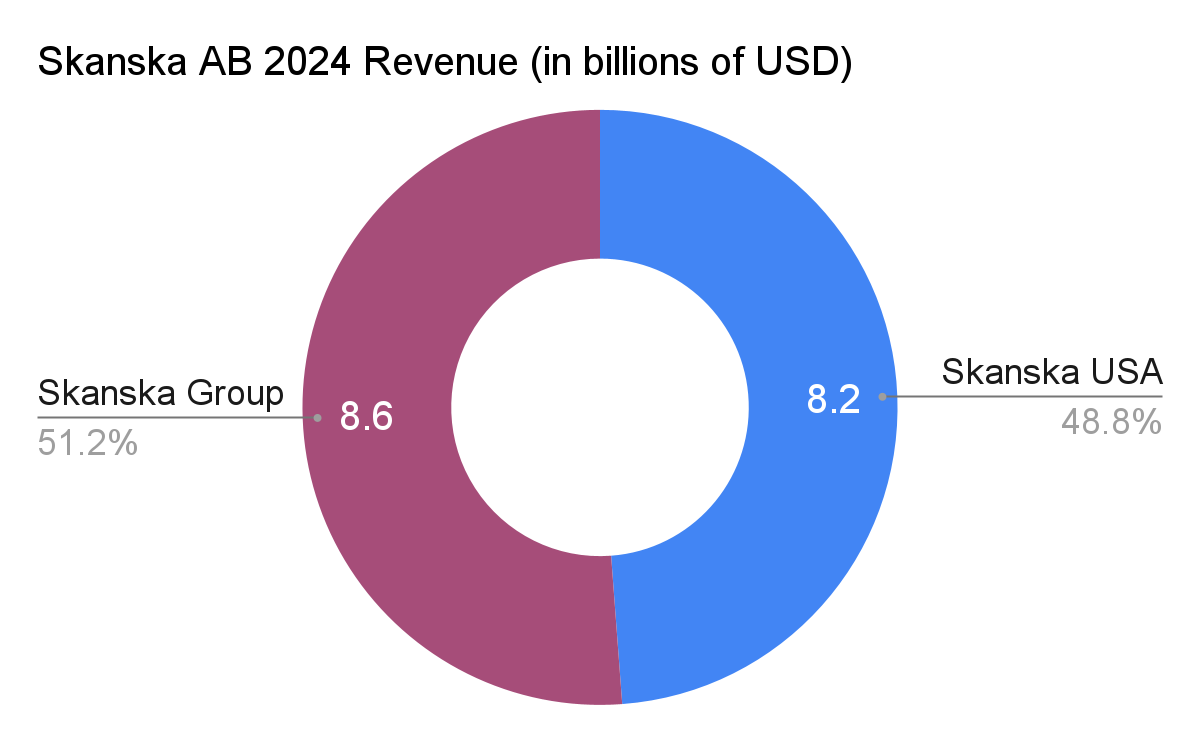 Skanska AB 2024 Revenue (in billions of USD)
Skanska Group
51.2%
8.6
8.2
Skanska USA
48.8%